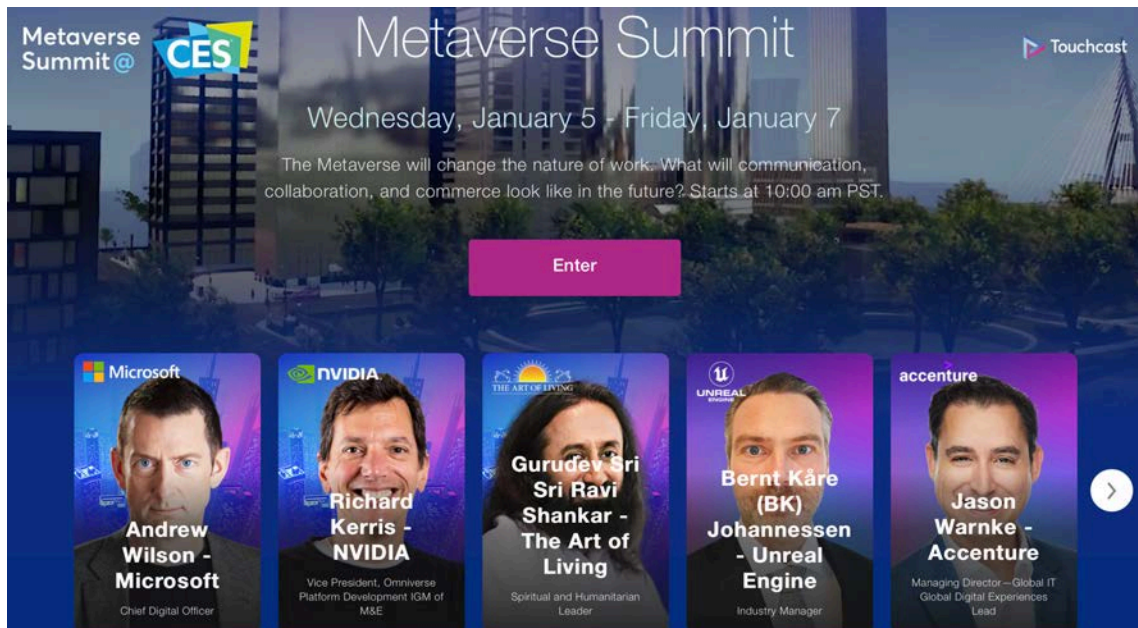 Metaverse
Summit@
CES
Metaverse Summit
Touchcast
Wednesday, January 5 - Friday, January 7
The Metaverse will change the nature of work. What will communication,
collaboration, and commerce look like in the future? Starts at 10:00 am PST.
Enter
Microsoft
Andrew
Wilson -
Microsoft
Chief Digital Officer
NVIDIA
Richard
Kerris -
NVIDIA
Vice President, Omniverse
Platform Development IGM of
M&E
THE ART OF LIVING
Gurudev Sri
Sri Ravi
Shankar -
The Art of
Living
Spiritual and Humanitarian
Leader
UNREAL
ENGINE
Bernt Kåre
(BK)
Johannessen
- Unreal
Engine
Industry Manager
accenture
Jason
Warnke -
Accenture
Managing Director—Global IT
Global Digital Experiences
Lead